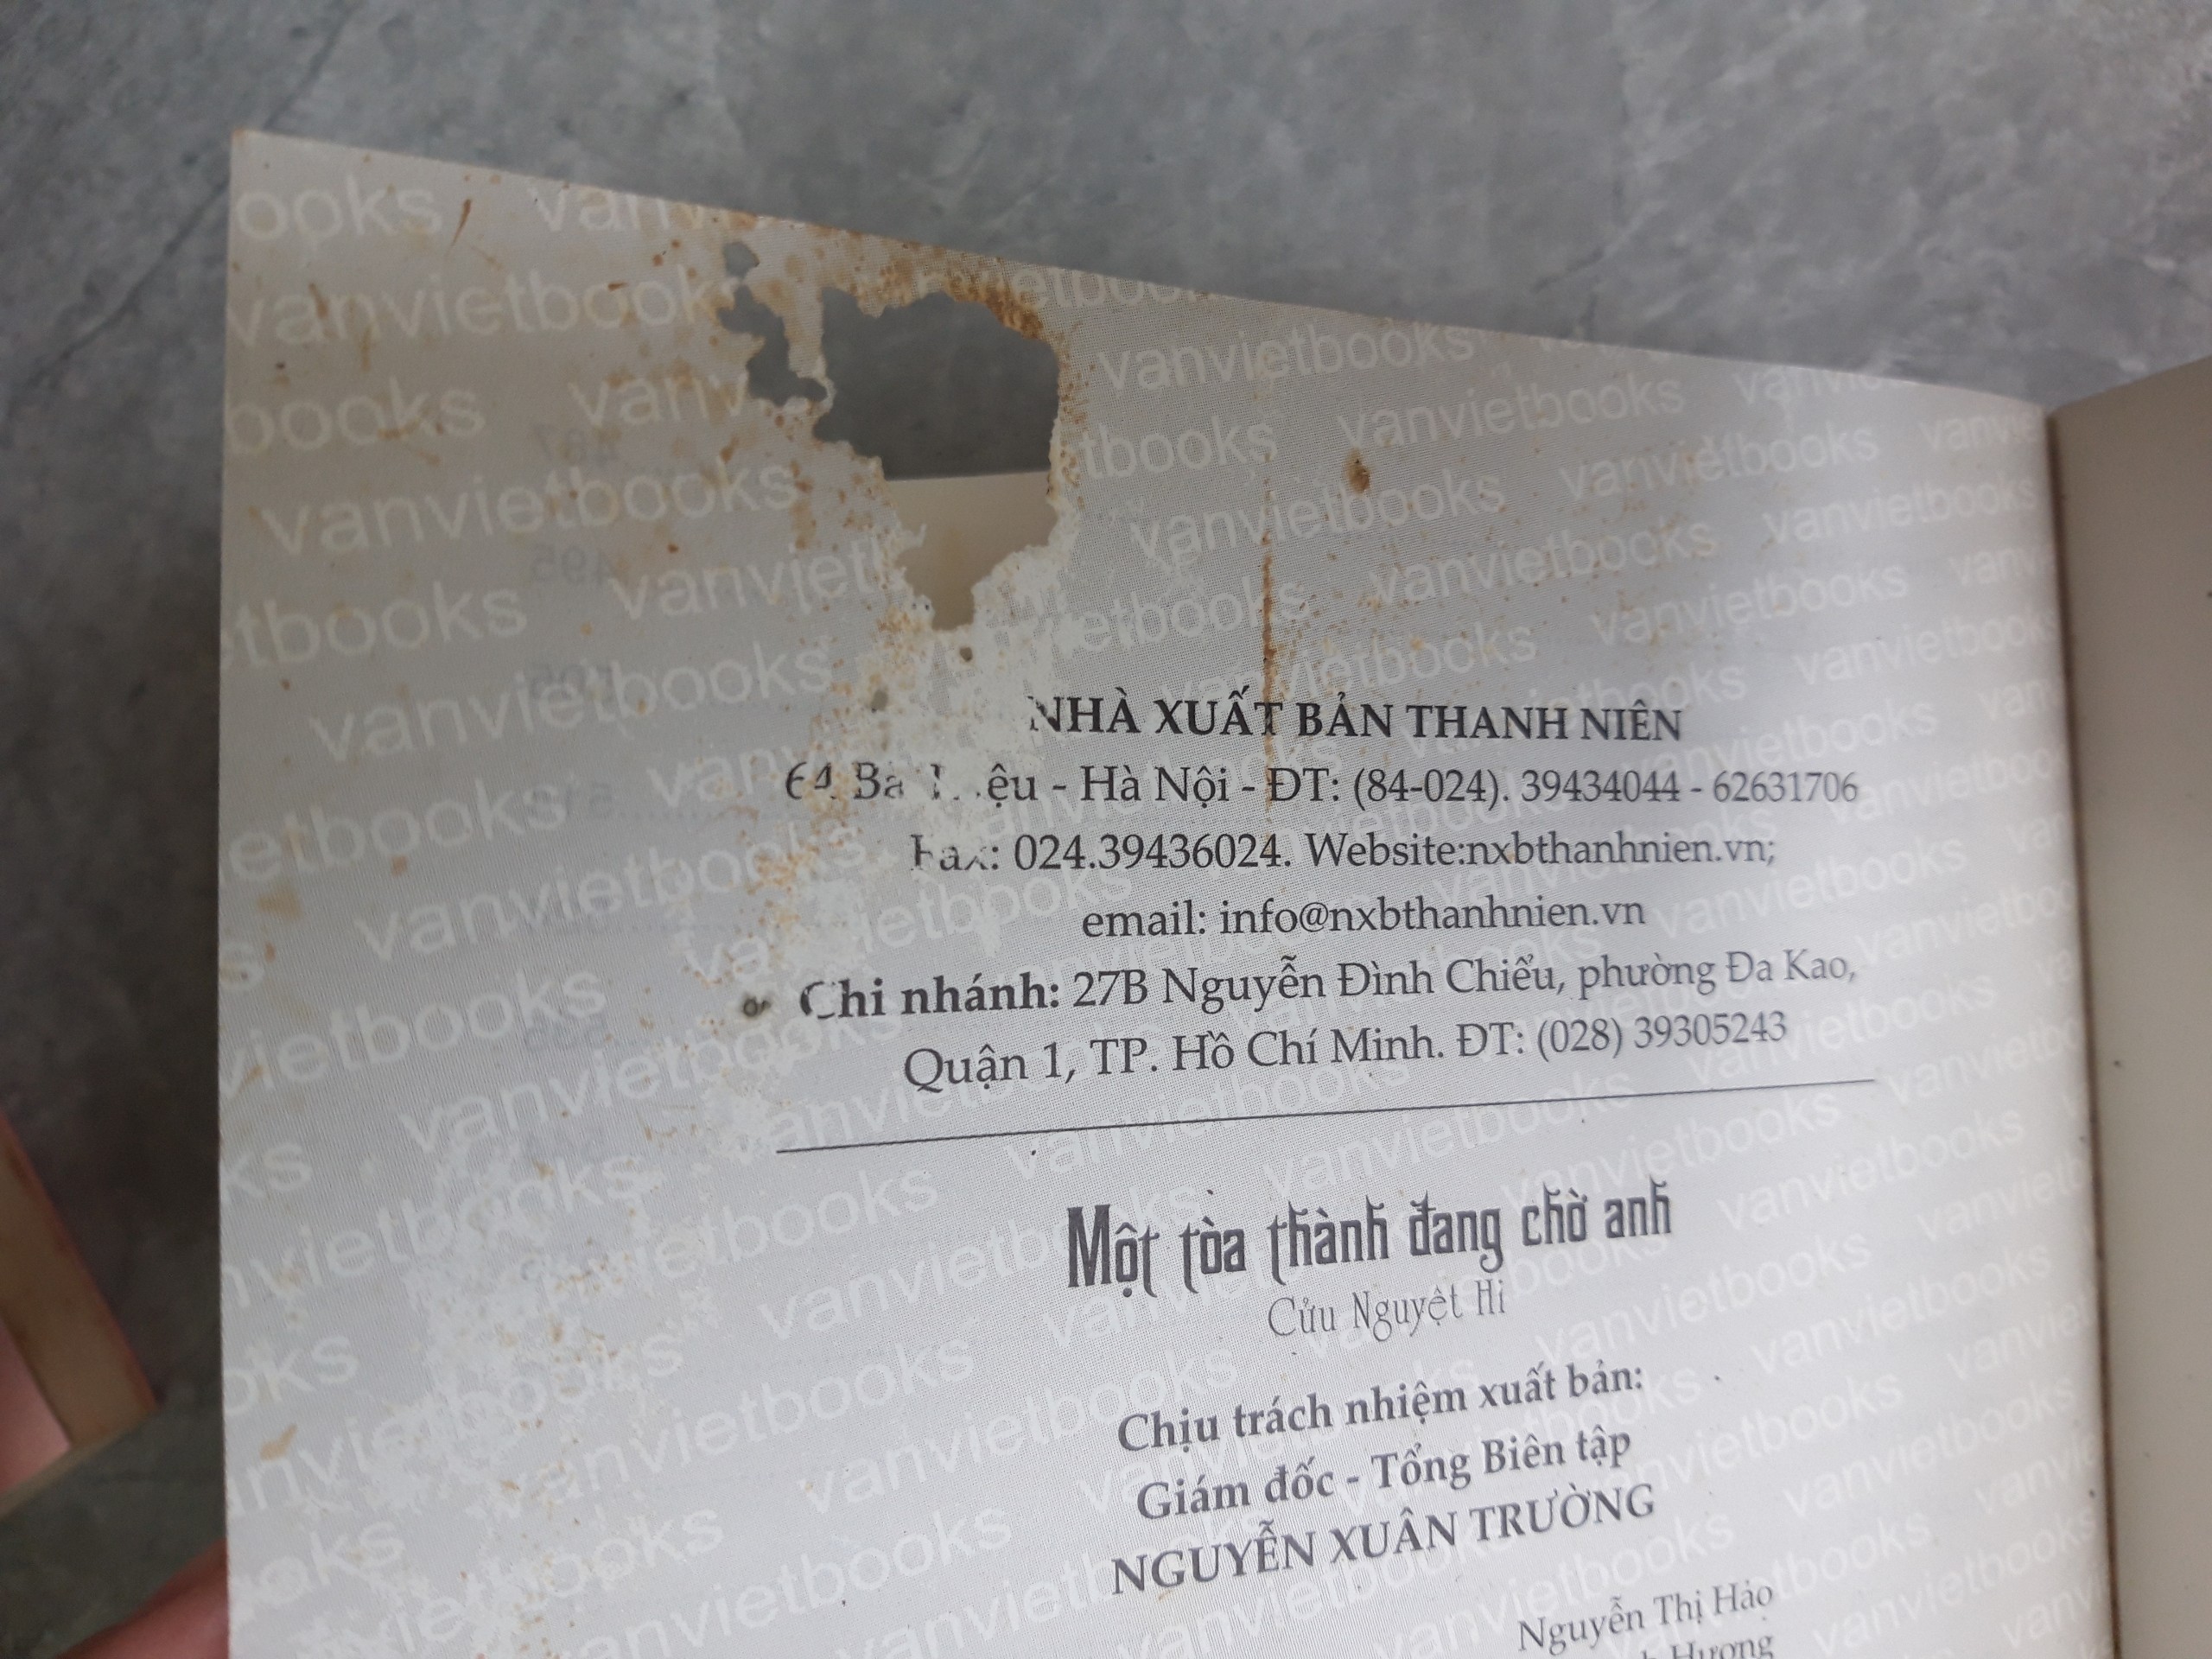 NHÀ XUẤT BẢN THANH NIÊN
64 - Hà Nội - ĐT: (84-024). 39434044 - 62631706
Fax: 024.39436024. Website:nxbthanhnien.vn;
email: info@nxbthanhnien.vn
Chi nhánh: 27B Nguyễn Đình Chiểu, phường Đa Kao,
Quận 1, TP. Hồ Chí Minh. ĐT: (028) 39305243
Một tòa thành đang chờ anh
Cửu Nguyệt Hi
Chịu trách nhiệm xuất bản:
Giám đốc - Tổng Biên tập
NGUYỄN XUÂN TRƯỜNG
Nguyễn Thị Hảo
Hương